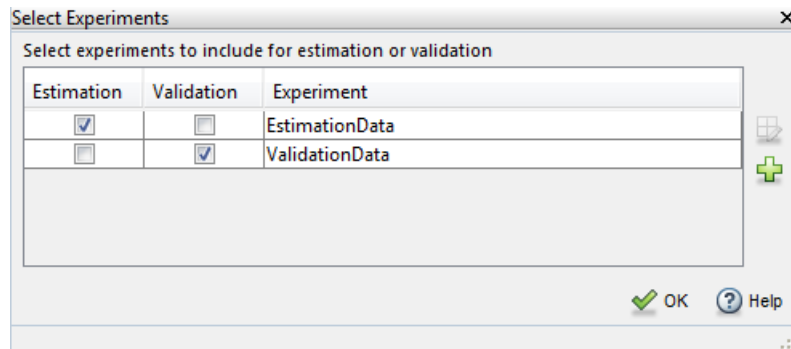 Select Experiments
Select experiments to include for estimation or validation
Estimation Validation Experiment
EstimationData
ValidationData
OK Help